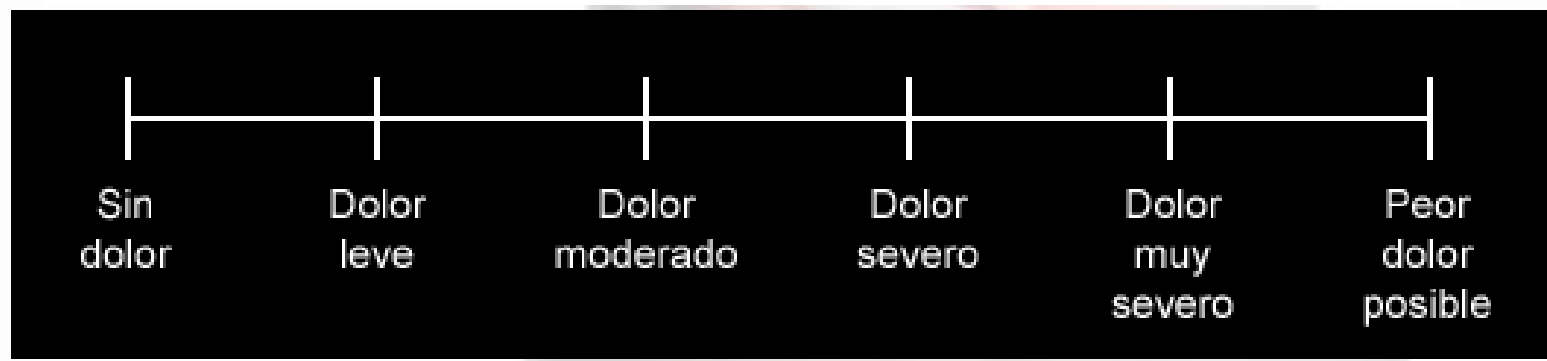 Sin
dolor
Dolor
leve
Dolor
moderado
Dolor
severo
Dolor
muy
severo
Peor
dolor
posible